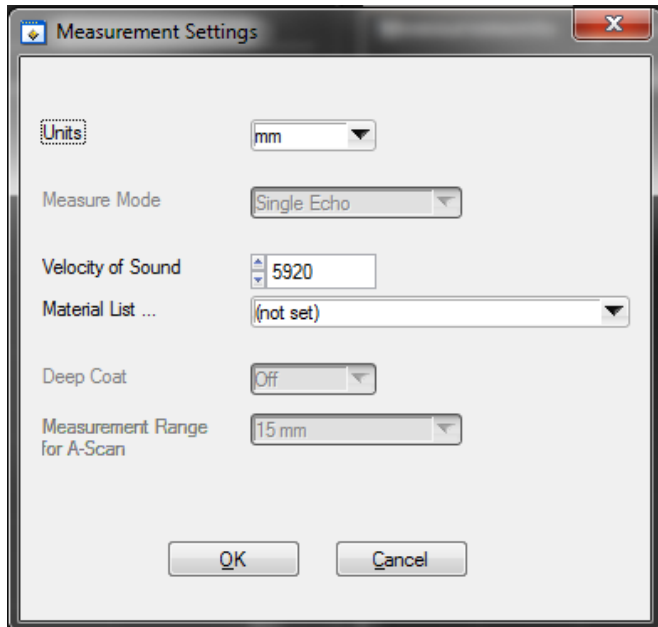 Measurement Settings
Units
mm
Measure Mode
Single Echo
Velocity of Sound
5920
Material List ...
(not set)
Deep Coat
Off
Measurement Range
for A-Scan
15 mm
OK
Cancel